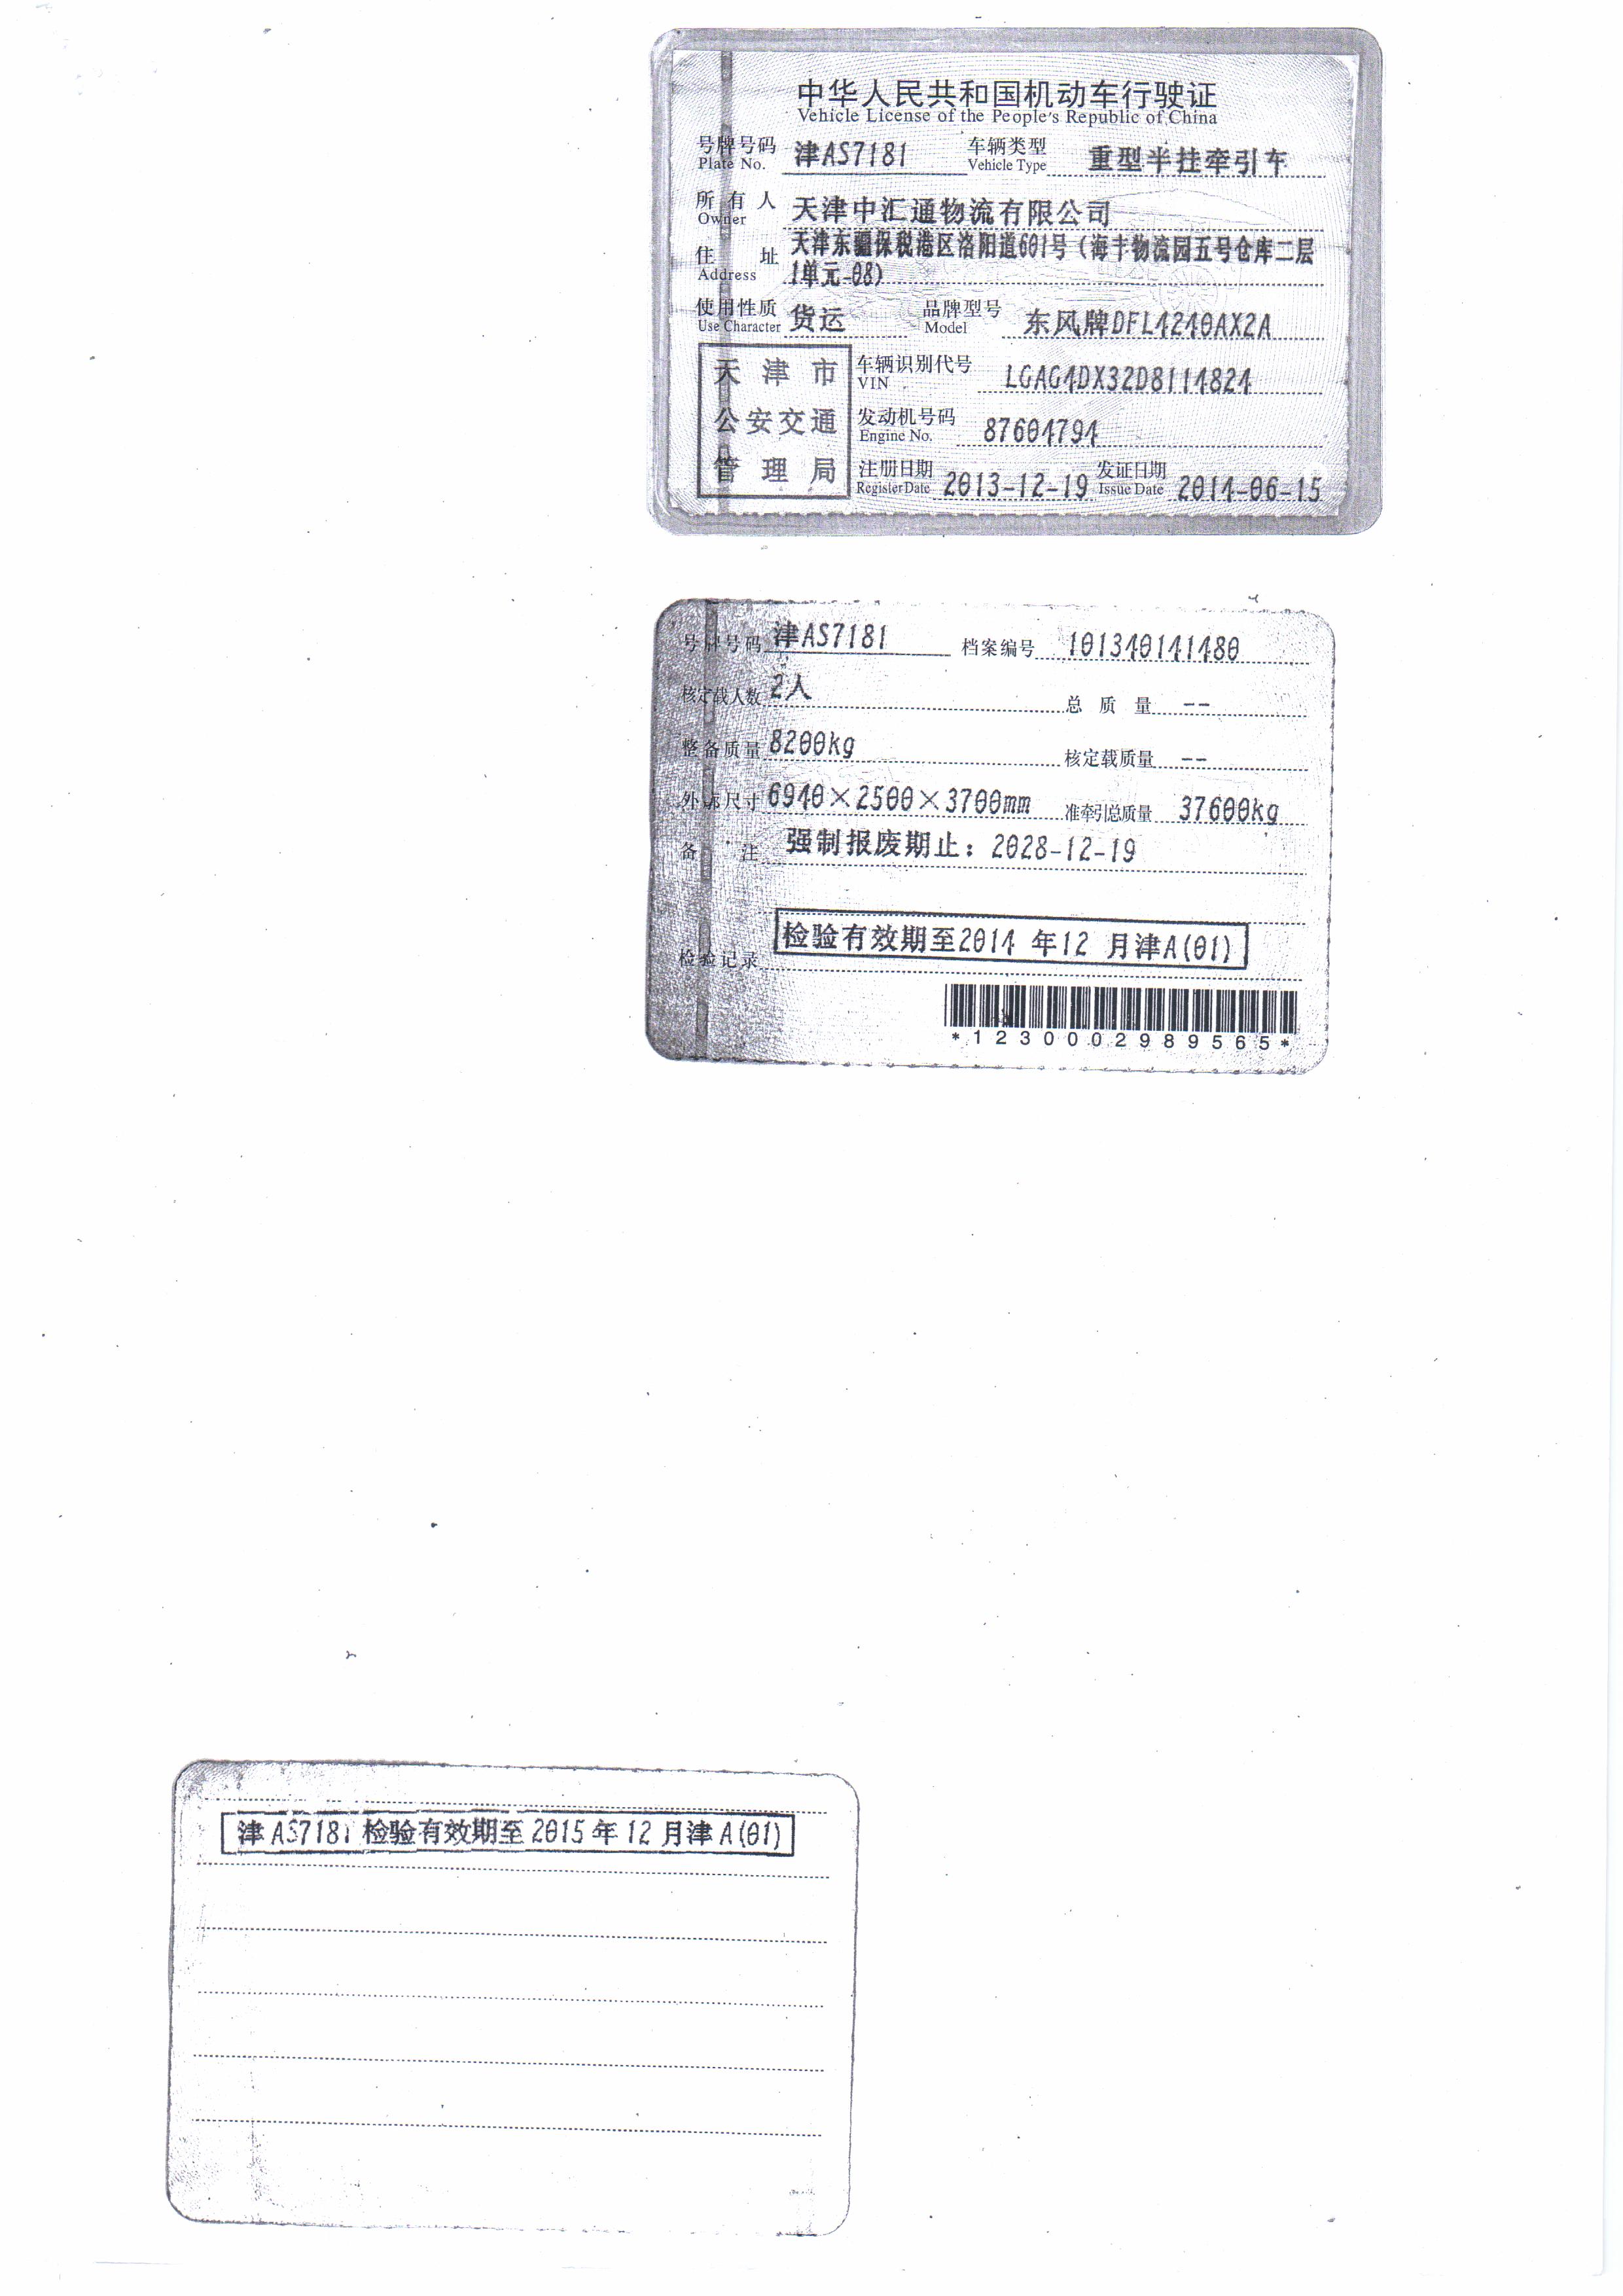 中华人民共和国机动车行驶证
Vehicle License of the People's Republic of China
号牌号码 津AS7181 车辆类型 重型半挂牵引车
Plate No. Vehicle Type
所有人 天津中汇通物流有限公司
Owner
天津东疆保税港区洛阳道601号（海丰物流园五号仓库二层
住址 1单元-08）
Address
使用性质 货运 品牌型号 东风牌DFL4240AX2A
Use Character Model
天津市 车辆识别代号 LGAG4DX32D8114824
VIN
公安交通 发动机号码 87604794
Engine No.
管理局 注册日期 2013-12-19 发证日期 2014-06-15
Register Date Issue Date
号牌号码 津AS7181 档案编号 101340141480
核定载人数 2人 总质量 --
整备质量 8200kg 核定载质量 --
外廓尺寸 6940×2500×3700mm 准牵引总质量 37600kg
备注 强制报废期止：2028-12-19
检验有效期至2014 年12 月津A(01)
检验记录
*1230002989565*
津AS7181 检验有效期至2015年12月津A(01)